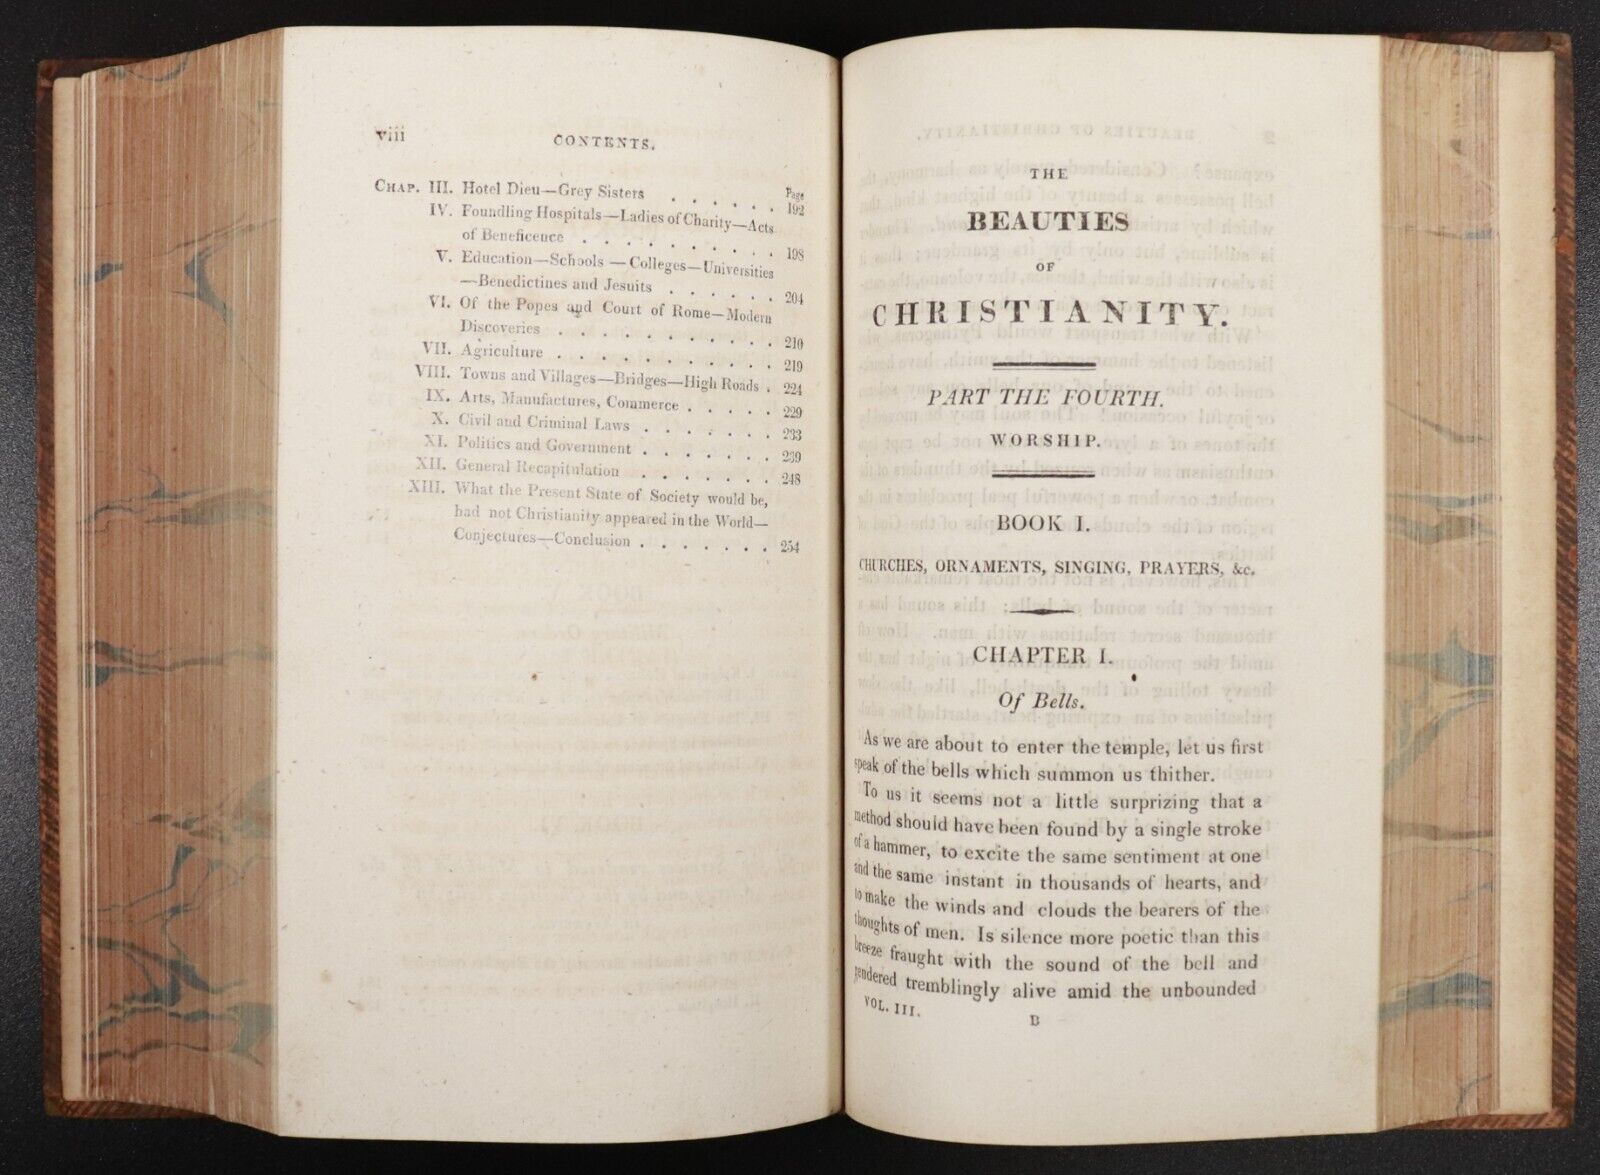 viii
CONTENTS.
Page
CHAP. III. Hotel Dieu—Grey Sisters . . . . . . 192
IV. Foundling Hospitals—Ladies of Charity—Acts
of Beneficence . . . . . . . . . 198
V. Education—Schools—Colleges—Universities
—Benedictines and Jesuits . . . . . . 204
VI. Of the Popes and Court of Rome—Modern
Discoveries . . . . . . . . . . 210
VII. Agriculture . . . . . . . . . . 219
VIII. Towns and Villages—Bridges—High Roads . 224
IX. Arts, Manufactures, Commerce . . . . . 229
X. Civil and Criminal Laws . . . . . . 233
XI. Politics and Government . . . . . . . 239
XII. General Recapitulation . . . . . . . 248
XIII. What the Present State of Society would be,
had not Christianity appeared in the World—
Conjectures—Conclusion . . . . . . . 254
THE
BEAUTIES
OF
CHRISTIANITY.
PART THE FOURTH.
WORSHIP.
BOOK I.
CHURCHES, ORNAMENTS, SINGING, PRAYERS, &c.
CHAPTER I.
Of Bells.
As we are about to enter the temple, let us first
speak of the bells which summon us thither.
To us it seems not a little surprizing that a
method should have been found by a single stroke
of a hammer, to excite the same sentiment at one
and the same instant in thousands of hearts, and
to make the winds and clouds the bearers of the
thoughts of men. Is silence more poetic than this
breeze fraught with the sound of the bell and
rendered tremblingly alive amid the unbounded
VOL. III.
B